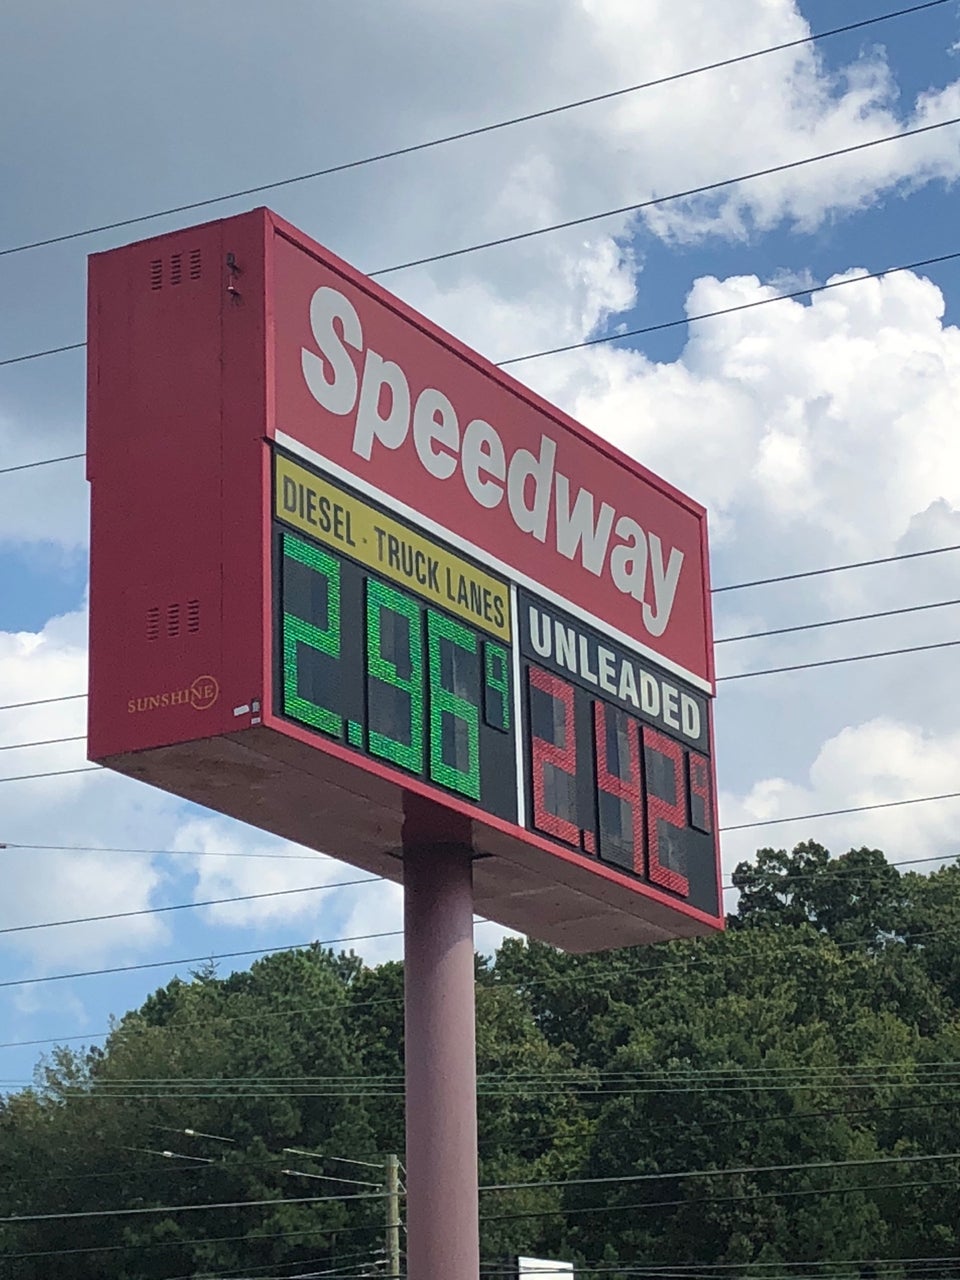 Speedway
DIESEL - TRUCK LANES
2.96 9
UNLEADED
2.42 9
SUNSHINE